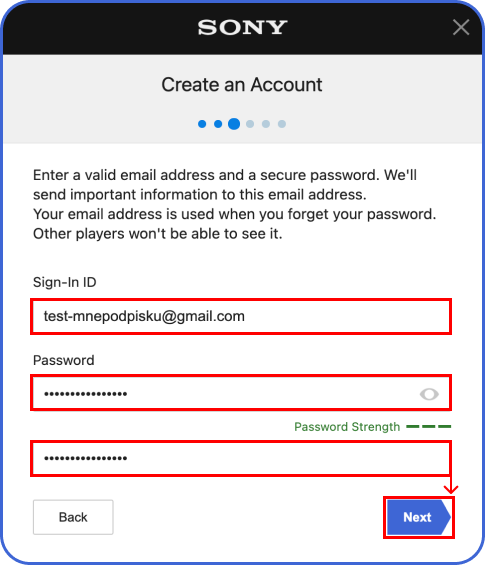 SONY
Create an Account
Enter a valid email address and a secure password. We'll
send important information to this email address.
Your email address is used when you forget your password.
Other players won't be able to see it.
Sign-In ID
test-mnepodpisku@gmail.com
Password
••••••••••••••••
Password Strength
••••••••••••••••
Back
Next